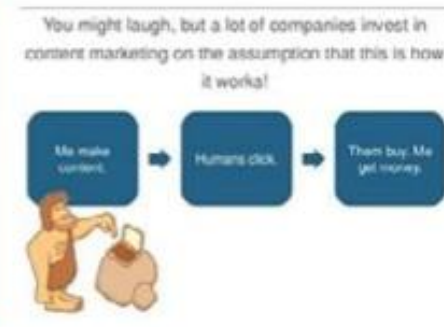 You might laugh, but a lot of companies invest in
content marketing on the assumption that this is how
it works!
Me make
content.
Humans click.
Them buy. Me
get money.